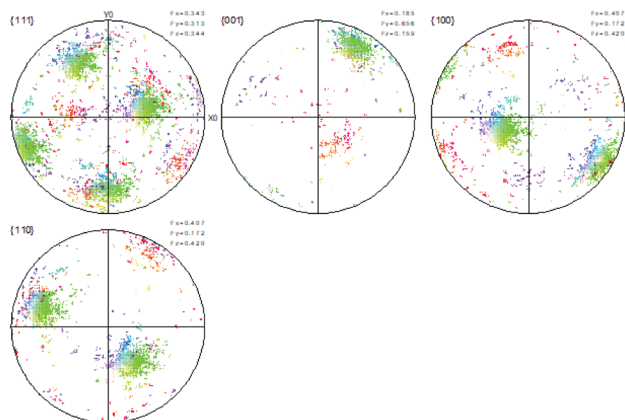 {111}
Y0
Fx=0.343
Fy=0.313
Fz=0.344
X0
{001}
Fx=0.185
Fy=0.656
Fz=0.159
{100}
Fx=0.407
Fy=0.172
Fz=0.420
{110}
Fx=0.407
Fy=0.172
Fz=0.420